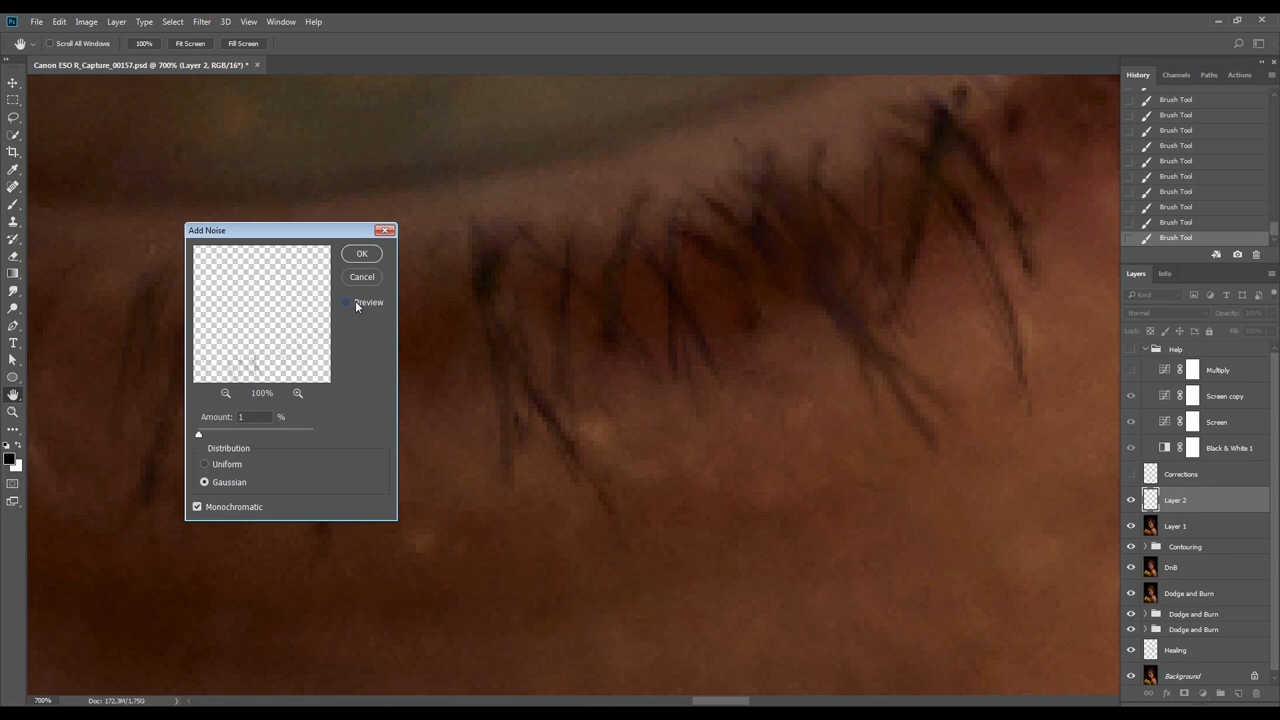 Ps File Edit Image Layer Type Select Filter 3D View Window Help
Scroll All Windows 100% Fit Screen Fill Screen
Canon ESO R_Capture_00157.psd @ 700% (Layer 2, RGB/16*) * ×
History Channels Paths Actions
Brush Tool
Brush Tool
Brush Tool
Brush Tool
Brush Tool
Brush Tool
Brush Tool
Brush Tool
Brush Tool
Brush Tool
Add Noise
OK
Cancel
Preview
100%
Amount: 1 %
Distribution
Uniform
Gaussian
Monochromatic
Layers Info
Kind
Normal Opacity: 100%
Lock: Fill: 100%
Help
Multiply
Screen copy
Screen
Black & White 1
Corrections
Layer 2
Layer 1
Contouring
DnB
Dodge and Burn
Dodge and Burn
Dodge and Burn
Healing
Background
700% Doc: 172,3M/1,79G